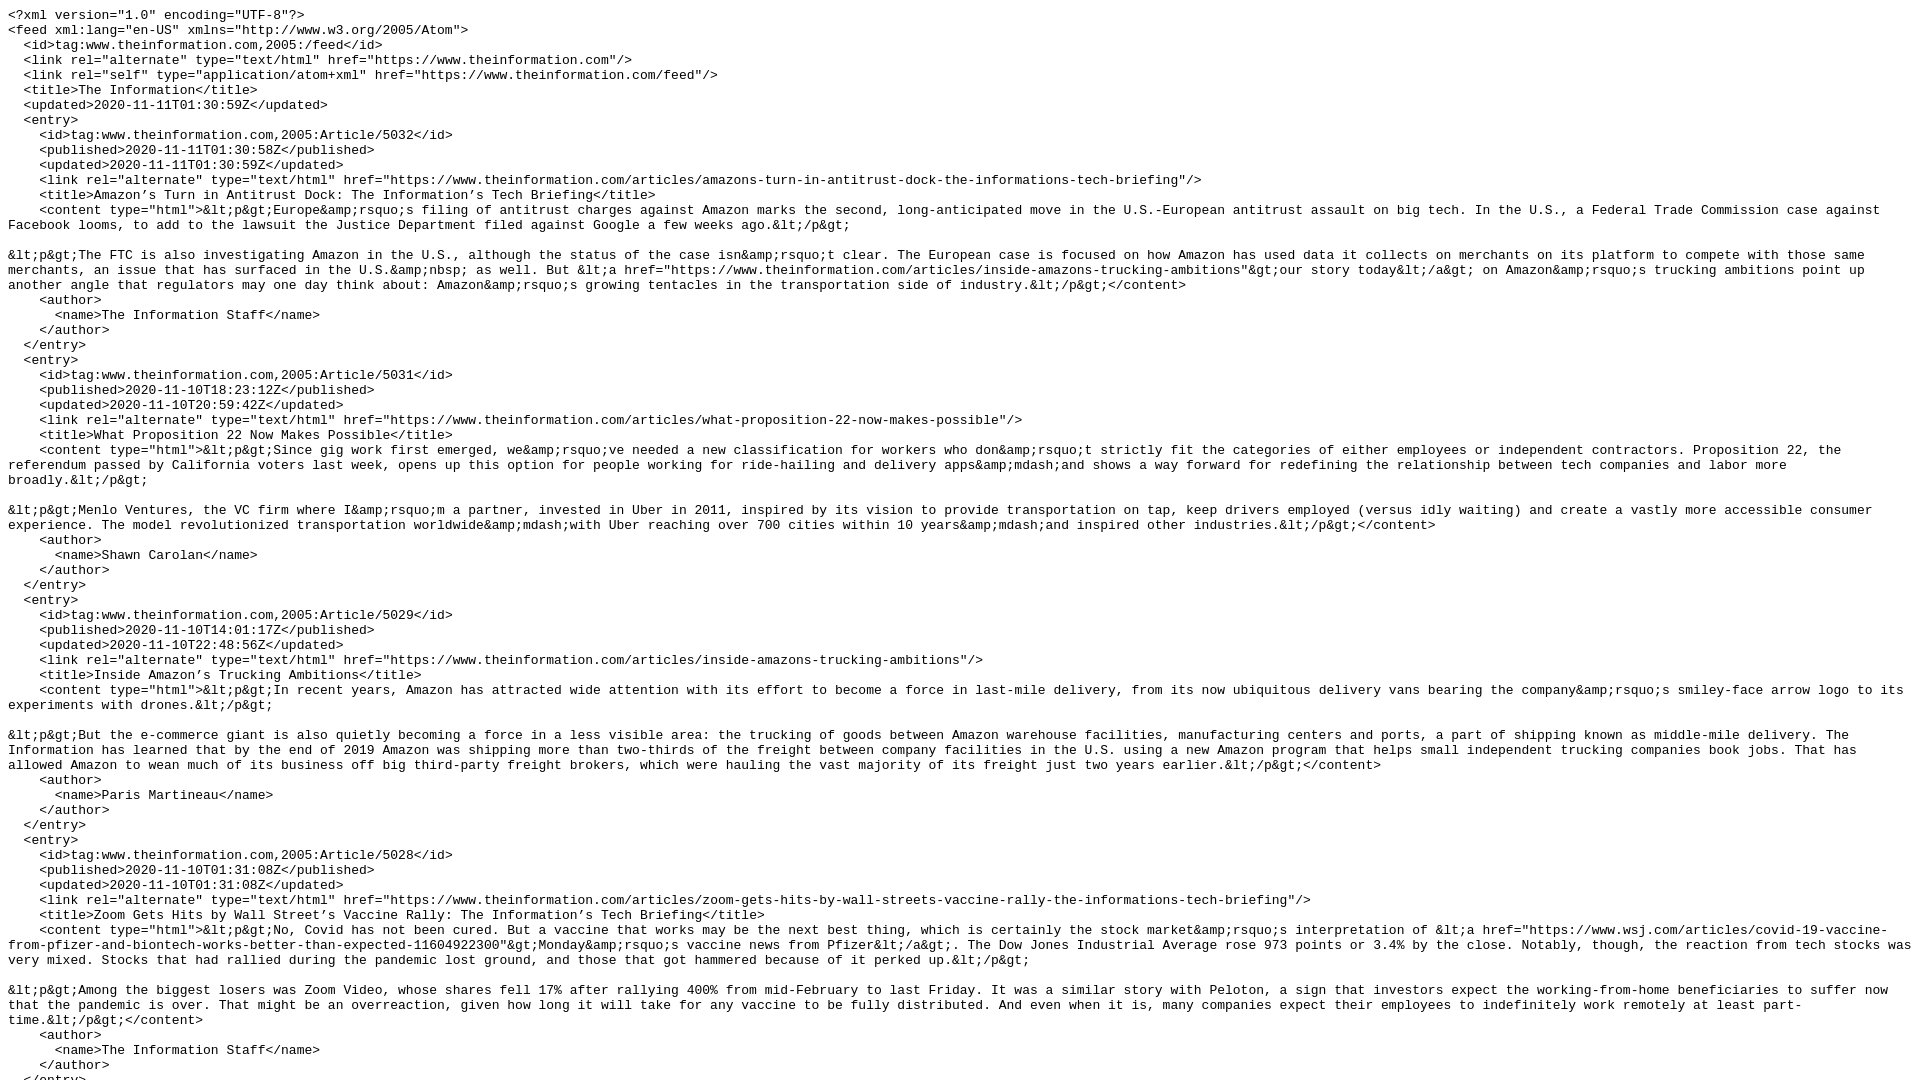 <?xml version="1.0" encoding="UTF-8"?>
<feed xml:lang="en-US" xmlns="http://www.w3.org/2005/Atom">
  <id>tag:www.theinformation.com,2005:/feed</id>
  <link rel="alternate" type="text/html" href="https://www.theinformation.com"/>
  <link rel="self" type="application/atom+xml" href="https://www.theinformation.com/feed"/>
  <title>The Information</title>
  <updated>2020-11-11T01:30:59Z</updated>
  <entry>
    <id>tag:www.theinformation.com,2005:Article/5032</id>
    <published>2020-11-11T01:30:58Z</published>
    <updated>2020-11-11T01:30:59Z</updated>
    <link rel="alternate" type="text/html" href="https://www.theinformation.com/articles/amazons-turn-in-antitrust-dock-the-informations-tech-briefing"/>
    <title>Amazon’s Turn in Antitrust Dock: The Information’s Tech Briefing</title>
    <content type="html">&lt;p&gt;Europe&amp;rsquo;s filing of antitrust charges against Amazon marks the second, long-anticipated move in the U.S.-European antitrust assault on big tech. In the U.S., a Federal Trade Commission case against
Facebook looms, to add to the lawsuit the Justice Department filed against Google a few weeks ago.&lt;/p&gt;

&lt;p&gt;The FTC is also investigating Amazon in the U.S., although the status of the case isn&amp;rsquo;t clear. The European case is focused on how Amazon has used data it collects on merchants on its platform to compete with those same
merchants, an issue that has surfaced in the U.S.&amp;nbsp; as well. But &lt;a href="https://www.theinformation.com/articles/inside-amazons-trucking-ambitions"&gt;our story today&lt;/a&gt; on Amazon&amp;rsquo;s trucking ambitions point up
another angle that regulators may one day think about: Amazon&amp;rsquo;s growing tentacles in the transportation side of industry.&lt;/p&gt;</content>
    <author>
      <name>The Information Staff</name>
    </author>
  </entry>
  <entry>
    <id>tag:www.theinformation.com,2005:Article/5031</id>
    <published>2020-11-10T18:23:12Z</published>
    <updated>2020-11-10T20:59:42Z</updated>
    <link rel="alternate" type="text/html" href="https://www.theinformation.com/articles/what-proposition-22-now-makes-possible"/>
    <title>What Proposition 22 Now Makes Possible</title>
    <content type="html">&lt;p&gt;Since gig work first emerged, we&amp;rsquo;ve needed a new classification for workers who don&amp;rsquo;t strictly fit the categories of either employees or independent contractors. Proposition 22, the
referendum passed by California voters last week, opens up this option for people working for ride-hailing and delivery apps&amp;mdash;and shows a way forward for redefining the relationship between tech companies and labor more
broadly.&lt;/p&gt;

&lt;p&gt;Menlo Ventures, the VC firm where I&amp;rsquo;m a partner, invested in Uber in 2011, inspired by its vision to provide transportation on tap, keep drivers employed (versus idly waiting) and create a vastly more accessible consumer
experience. The model revolutionized transportation worldwide&amp;mdash;with Uber reaching over 700 cities within 10 years&amp;mdash;and inspired other industries.&lt;/p&gt;</content>
    <author>
      <name>Shawn Carolan</name>
    </author>
  </entry>
  <entry>
    <id>tag:www.theinformation.com,2005:Article/5029</id>
    <published>2020-11-10T14:01:17Z</published>
    <updated>2020-11-10T22:48:56Z</updated>
    <link rel="alternate" type="text/html" href="https://www.theinformation.com/articles/inside-amazons-trucking-ambitions"/>
    <title>Inside Amazon’s Trucking Ambitions</title>
    <content type="html">&lt;p&gt;In recent years, Amazon has attracted wide attention with its effort to become a force in last-mile delivery, from its now ubiquitous delivery vans bearing the company&amp;rsquo;s smiley-face arrow logo to its
experiments with drones.&lt;/p&gt;

&lt;p&gt;But the e-commerce giant is also quietly becoming a force in a less visible area: the trucking of goods between Amazon warehouse facilities, manufacturing centers and ports, a part of shipping known as middle-mile delivery. The
Information has learned that by the end of 2019 Amazon was shipping more than two-thirds of the freight between company facilities in the U.S. using a new Amazon program that helps small independent trucking companies book jobs. That has
allowed Amazon to wean much of its business off big third-party freight brokers, which were hauling the vast majority of its freight just two years earlier.&lt;/p&gt;</content>
    <author>
      <name>Paris Martineau</name>
    </author>
  </entry>
  <entry>
    <id>tag:www.theinformation.com,2005:Article/5028</id>
    <published>2020-11-10T01:31:08Z</published>
    <updated>2020-11-10T01:31:08Z</updated>
    <link rel="alternate" type="text/html" href="https://www.theinformation.com/articles/zoom-gets-hits-by-wall-streets-vaccine-rally-the-informations-tech-briefing"/>
    <title>Zoom Gets Hits by Wall Street’s Vaccine Rally: The Information’s Tech Briefing</title>
    <content type="html">&lt;p&gt;No, Covid has not been cured. But a vaccine that works may be the next best thing, which is certainly the stock market&amp;rsquo;s interpretation of &lt;a href="https://www.wsj.com/articles/covid-19-vaccine-
from-pfizer-and-biontech-works-better-than-expected-11604922300"&gt;Monday&amp;rsquo;s vaccine news from Pfizer&lt;/a&gt;. The Dow Jones Industrial Average rose 973 points or 3.4% by the close. Notably, though, the reaction from tech stocks was
very mixed. Stocks that had rallied during the pandemic lost ground, and those that got hammered because of it perked up.&lt;/p&gt;

&lt;p&gt;Among the biggest losers was Zoom Video, whose shares fell 17% after rallying 400% from mid-February to last Friday. It was a similar story with Peloton, a sign that investors expect the working-from-home beneficiaries to suffer now
that the pandemic is over. That might be an overreaction, given how long it will take for any vaccine to be fully distributed. And even when it is, many companies expect their employees to indefinitely work remotely at least part-
time.&lt;/p&gt;</content>
    <author>
      <name>The Information Staff</name>
    </author>
  </entry>